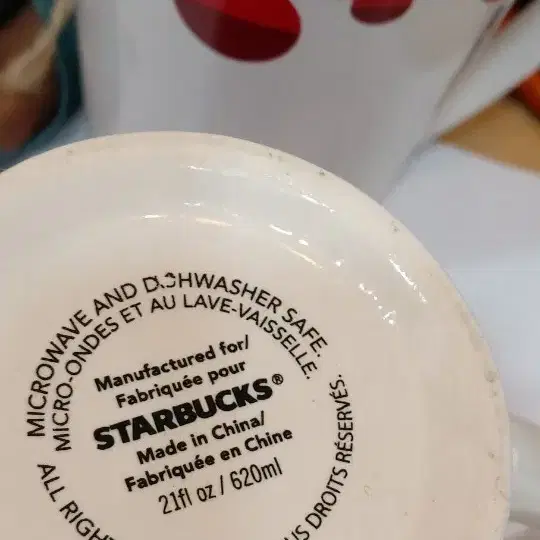 MICROWAVE AND DISHWASHER SAFE.
MICRO-ONDES ET AU LAVE-VAISSELLE.
Manufactured for/
Fabriquée pour
STARBUCKS®
Made in China/
Fabriquée en Chine
21fl oz / 620ml
ALL RIGH
US DROITS RÉSERVÉS.